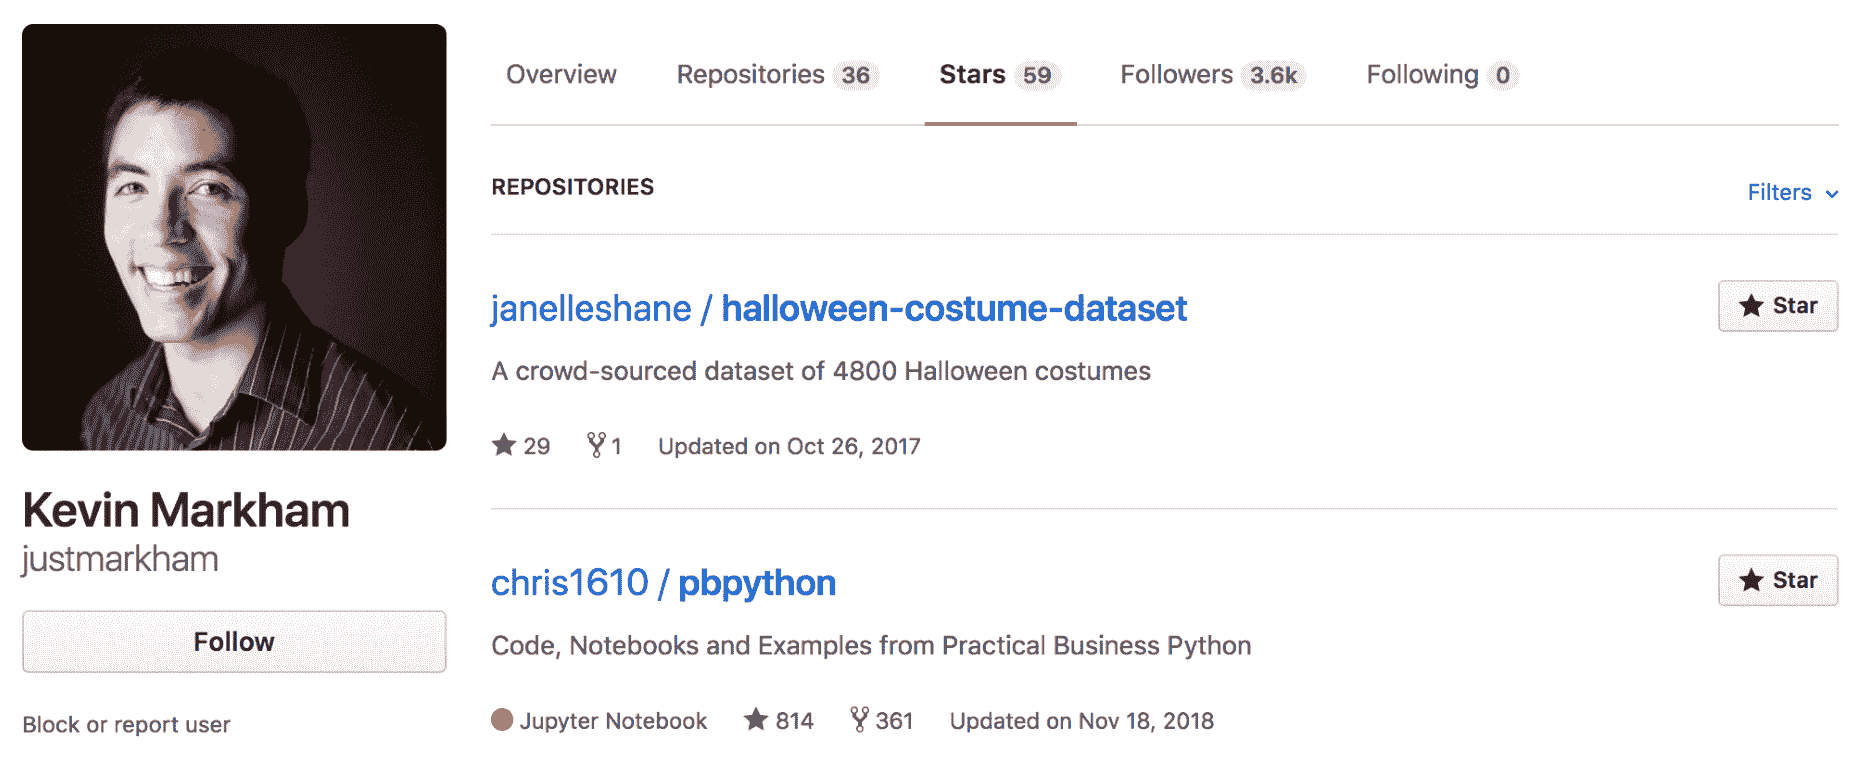 Overview Repositories 36 Stars 59 Followers 3.6k Following 0
REPOSITORIES
Filters
janelleshane / halloween-costume-dataset
Star
A crowd-sourced dataset of 4800 Halloween costumes
29 1 Updated on Oct 26, 2017
Kevin Markham
justmarkham
Follow
Block or report user
chris1610 / pbpython
Star
Code, Notebooks and Examples from Practical Business Python
Jupyter Notebook 814 361 Updated on Nov 18, 2018